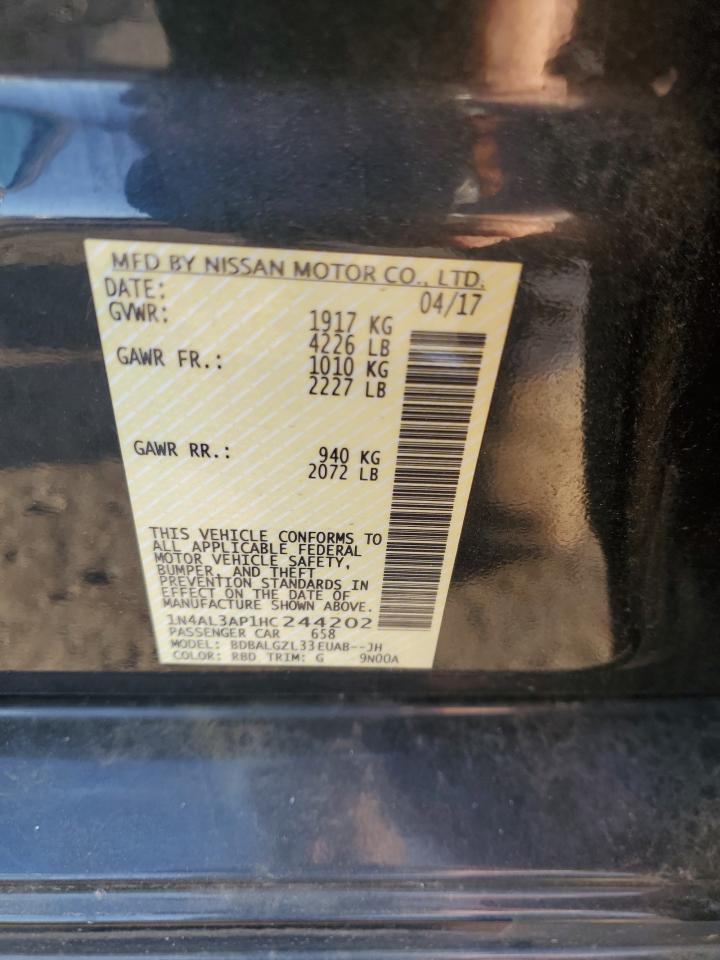 MFD BY NISSAN MOTOR CO., LTD.
DATE: 04/17
GVWR: 1917 KG
4226 LB
GAWR FR.: 1010 KG
2227 LB
GAWR RR.: 940 KG
2072 LB
THIS VEHICLE CONFORMS TO
ALL APPLICABLE FEDERAL
MOTOR VEHICLE SAFETY,
BUMPER, AND THEFT
PREVENTION STANDARDS IN
EFFECT ON THE DATE OF
MANUFACTURE SHOWN ABOVE.
1N4AL3AP1HC244202
PASSENGER CAR 658
MODEL: BDBALGZL33EUAB--JH
COLOR: RBD TRIM: G 9N00A